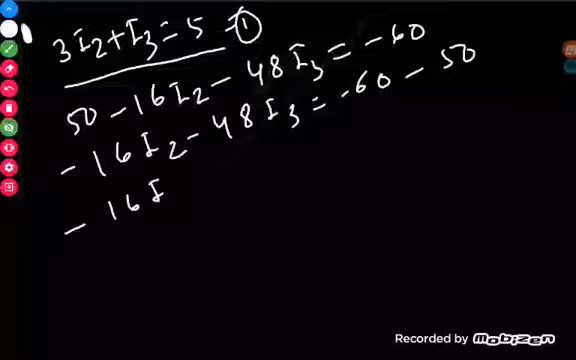 3I₂+I₃=5 —①
50-16I₂-48I₃=-60
-16I₂-48I₃=-60-50
-16I
Recorded by mobizen